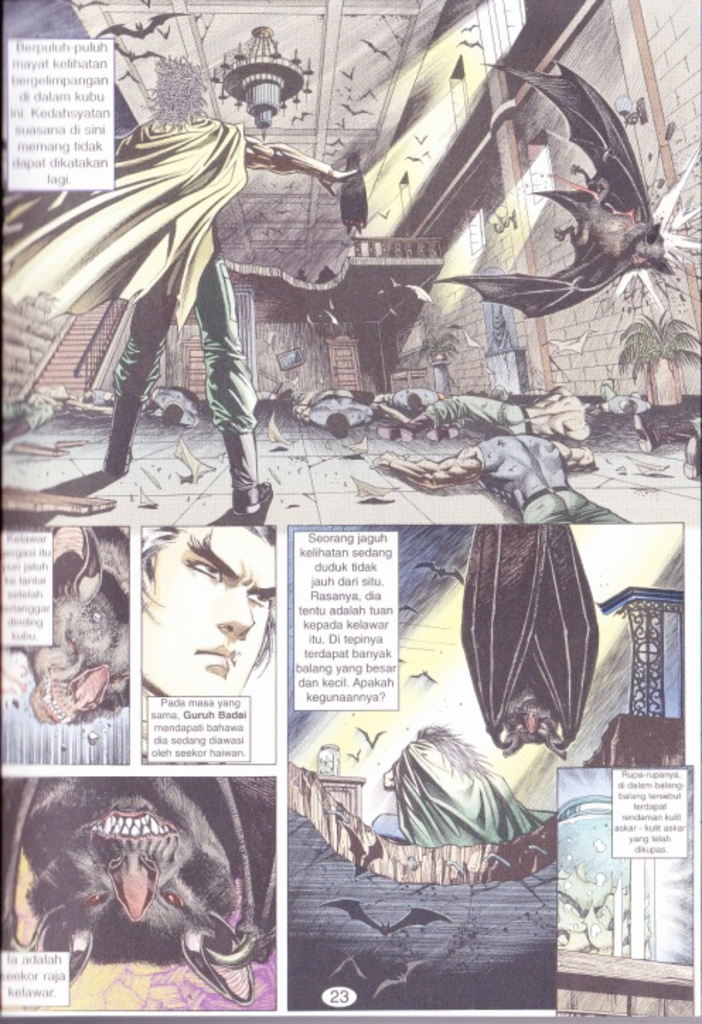 Berpuluh-puluh
mayat kelihatan
bergelimpangan
di dalam kubu
ini. Kedahsyatan
suasana di sini
memang tidak
dapat dikatakan
lagi.
Kelawar
ergasi itu
pun jatuh
ke lantai
setelah
erlanggar
dinding
kubu.
Pada masa yang
sama, Guruh Badai
mendapati bahawa
dia sedang diawasi
oleh seekor haiwan.
Seorang jaguh
kelihatan sedang
duduk tidak
jauh dari situ.
Rasanya, dia
tentu adalah tuan
kepada kelawar
itu. Di tepinya
terdapat banyak
balang yang besar
dan kecil. Apakah
kegunaannya?
Ia adalah
seekor raja
kelawar.
Rupa-rupanya,
di dalam balang-
balang tersebut
terdapat
rendaman kulit
askar - kulit askar
yang telah
dikupas.
23